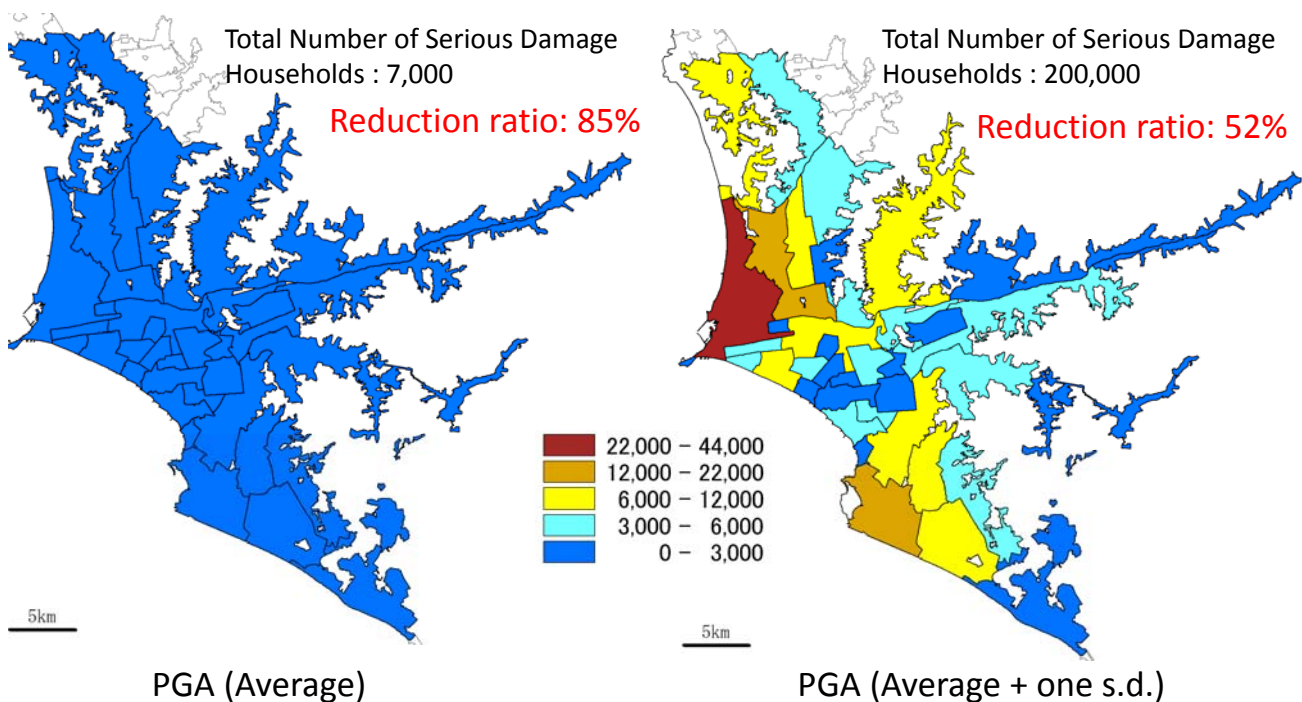 Total Number of Serious Damage
Households : 7,000
Reduction ratio: 85%
Total Number of Serious Damage
Households : 200,000
Reduction ratio: 52%
22,000 − 44,000
12,000 − 22,000
6,000 − 12,000
3,000 − 6,000
0 − 3,000
5km
5km
PGA (Average)
PGA (Average + one s.d.)